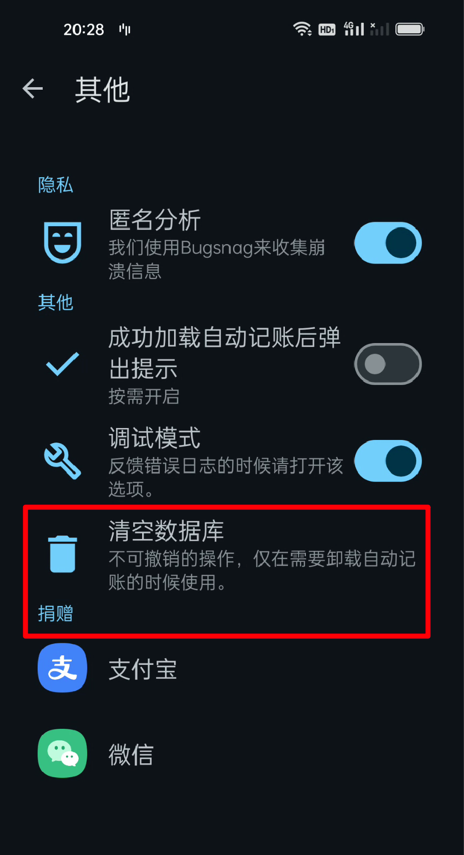 20:28
HD1 4G
其他
隐私
匿名分析
我们使用Bugsnag来收集崩
溃信息
其他
成功加载自动记账后弹
出提示
按需开启
调试模式
反馈错误日志的时候请打开该
选项。
清空数据库
不可撤销的操作，仅在需要卸载自动记
账的时候使用。
捐赠
支
支付宝
微信